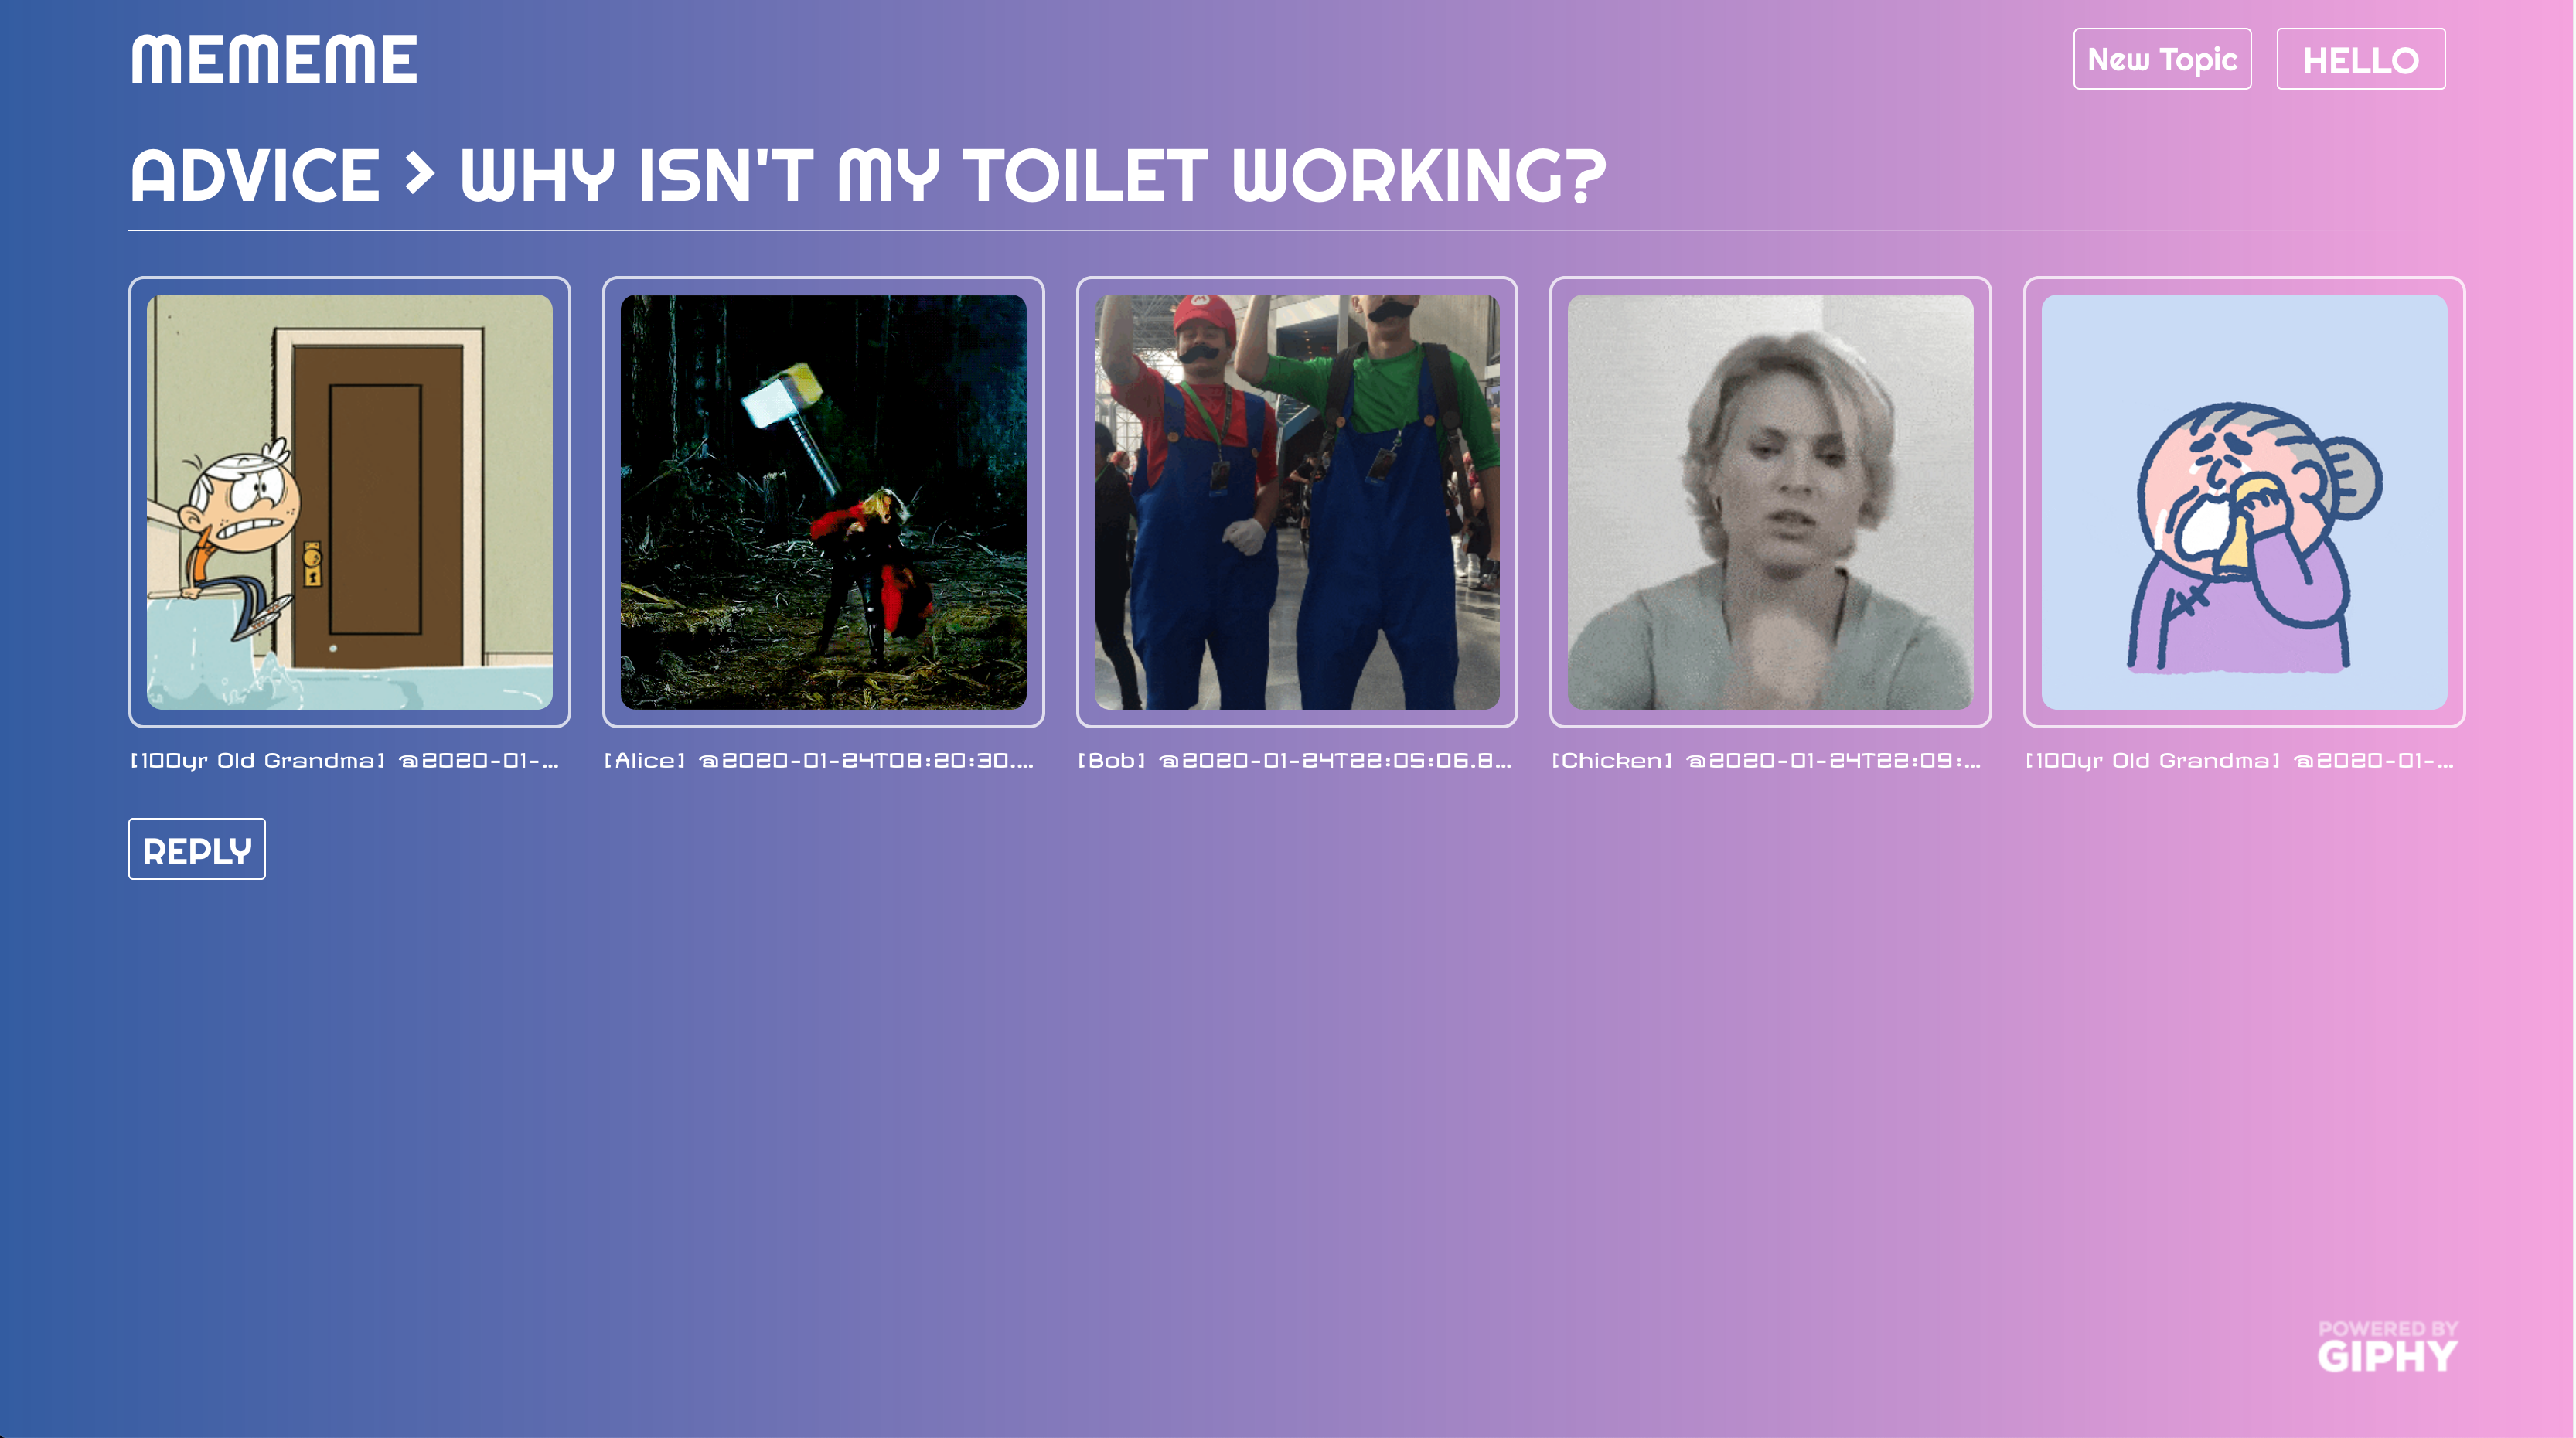 MEMEME
New Topic
HELLO
ADVICE > WHY ISN'T MY TOILET WORKING?
[100yr Old Grandma] @2020-01-...
[Alice] @2020-01-24T08:20:30....
[Bob] @2020-01-24T22:05:06.8...
[Chicken] @2020-01-24T22:09:...
[100yr Old Grandma] @2020-01-...
REPLY
POWERED BY
GIPHY